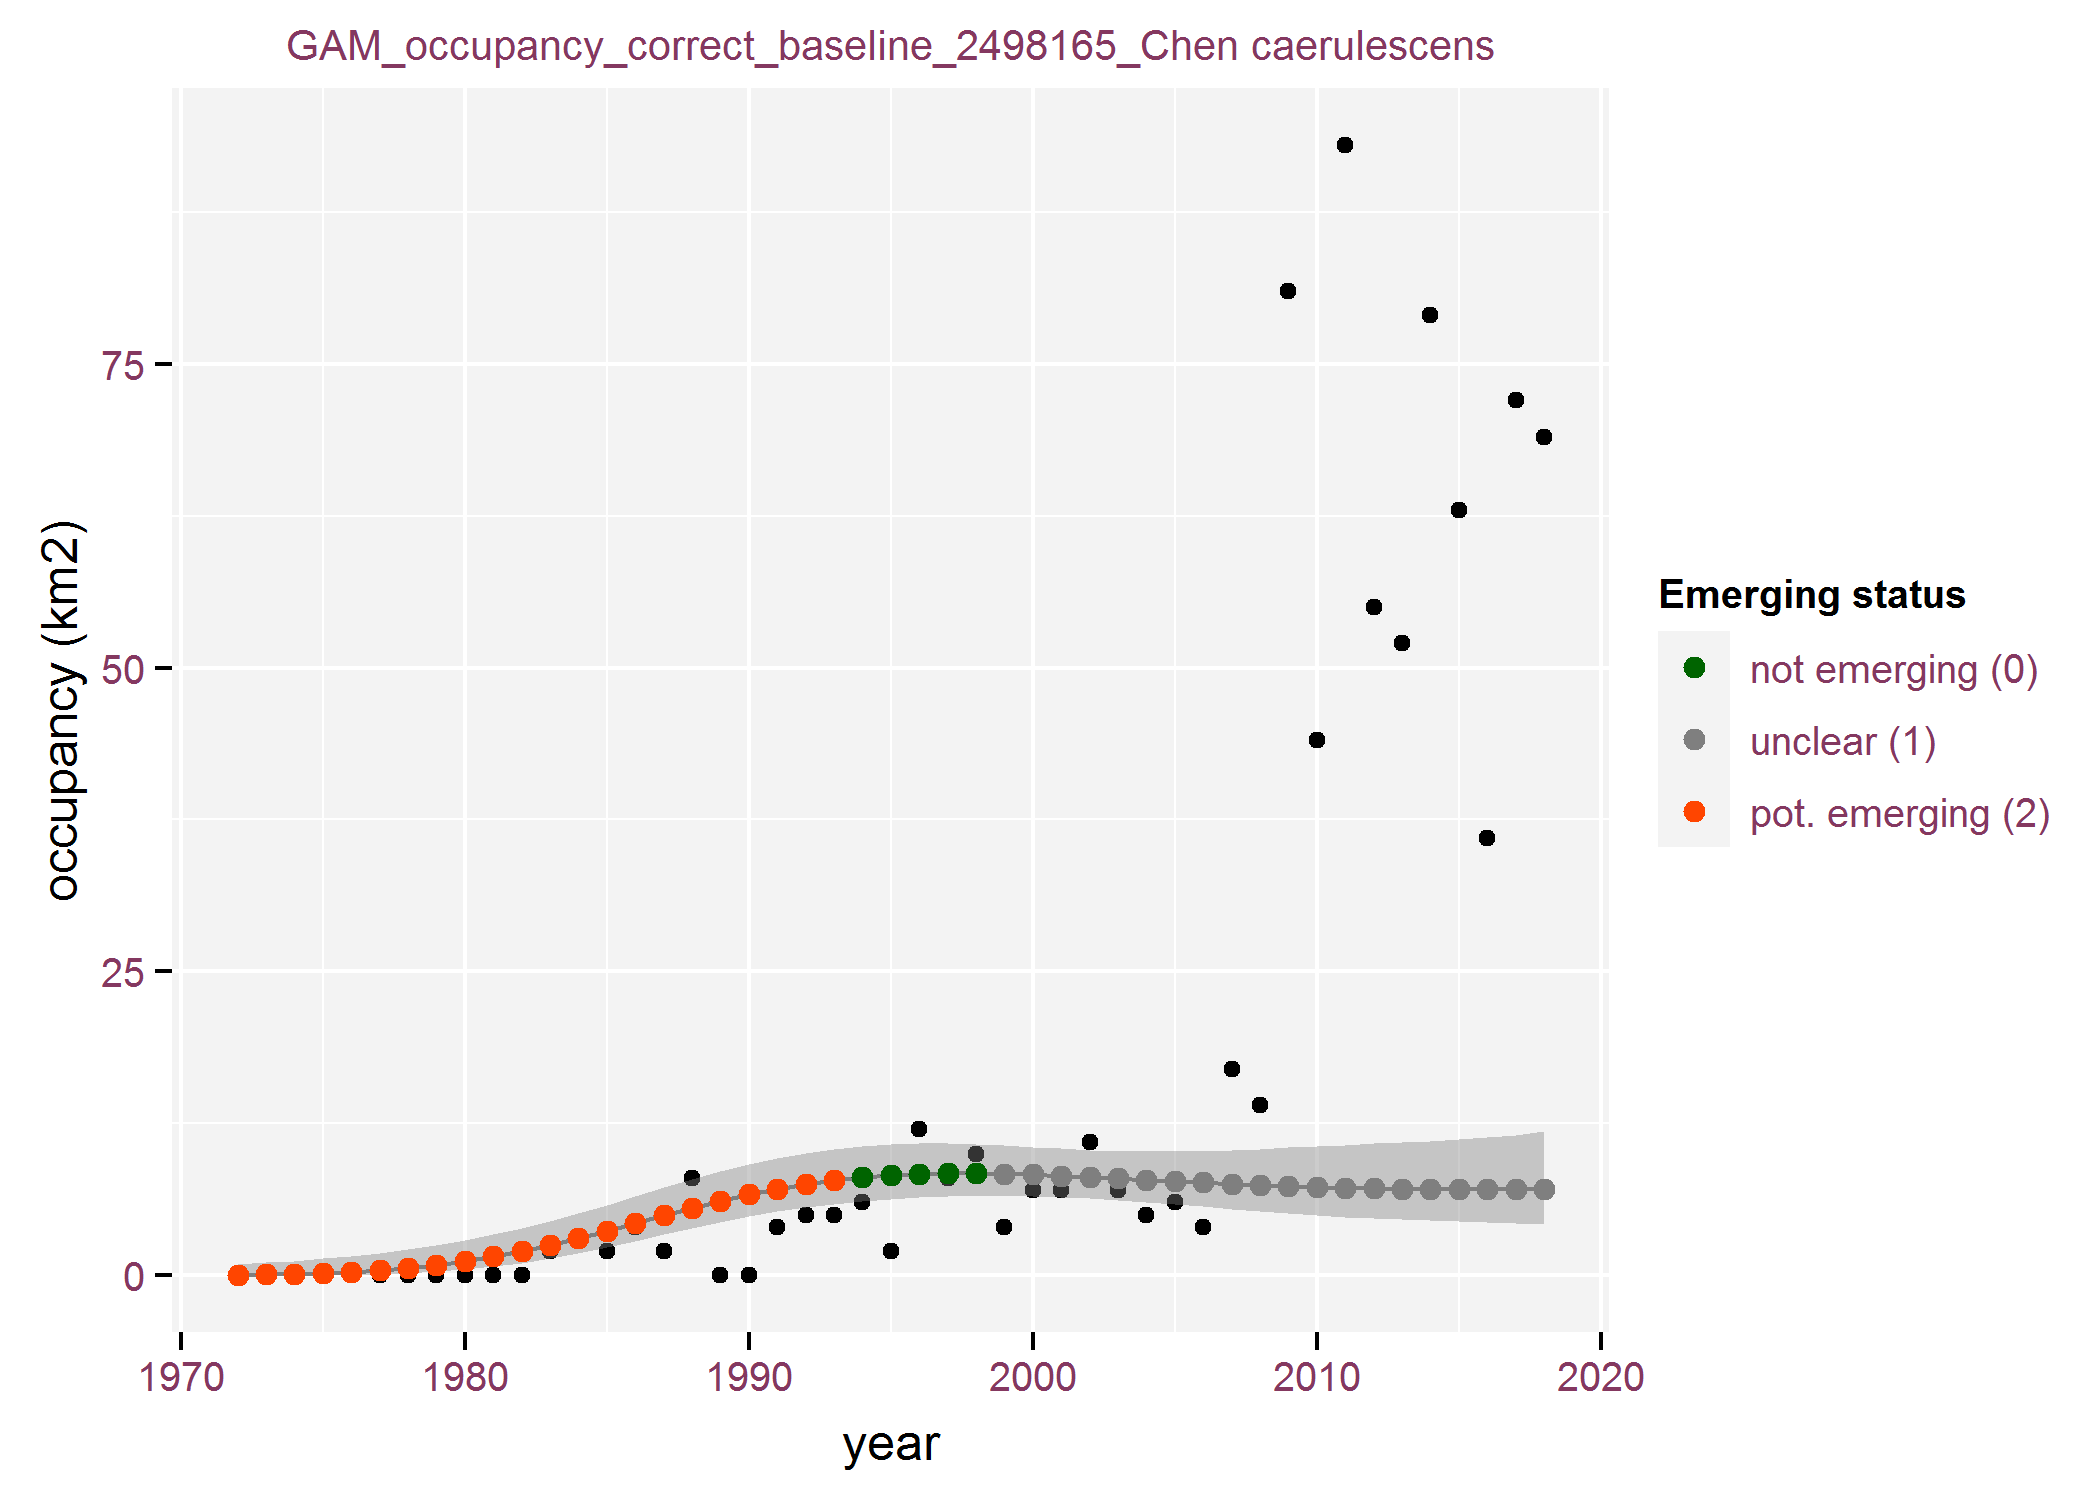 GAM_occupancy_correct_baseline_2498165_Chen caerulescens
occupancy (km2)
75
50
25
0
1970 1980 1990 2000 2010 2020
year
Emerging status
not emerging (0)
unclear (1)
pot. emerging (2)